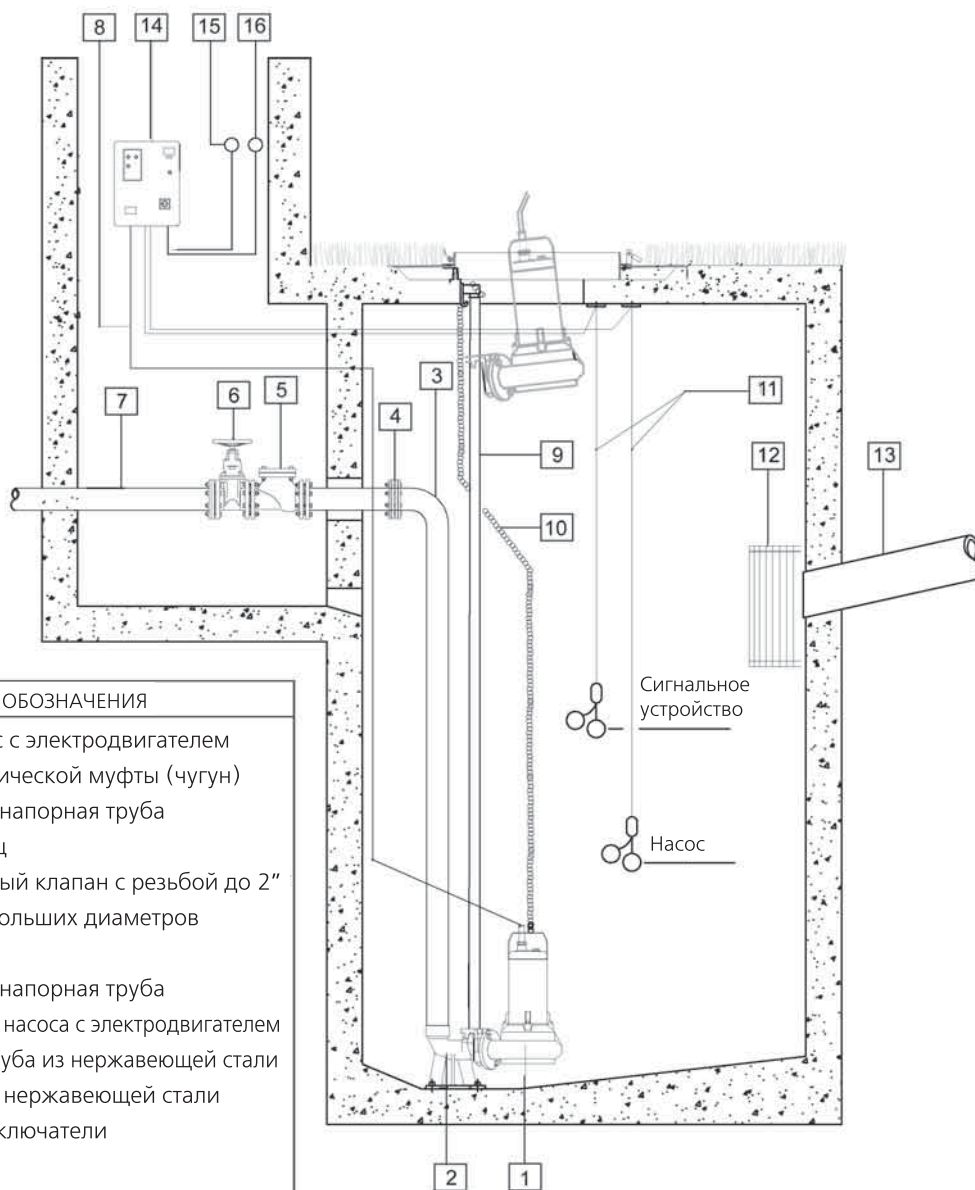 8
14
15
16
3
7
6
5
4
11
9
12
13
10
Сигнальное
устройство
Насос
ОБОЗНАЧЕНИЯ
с электродвигателем
ической муфты (чугун)
напорная труба
ый клапан с резьбой до 2”
ольших диаметров
напорная труба
насоса с электродвигателем
уба из нержавеющей стали
нержавеющей стали
ключатели
2
1